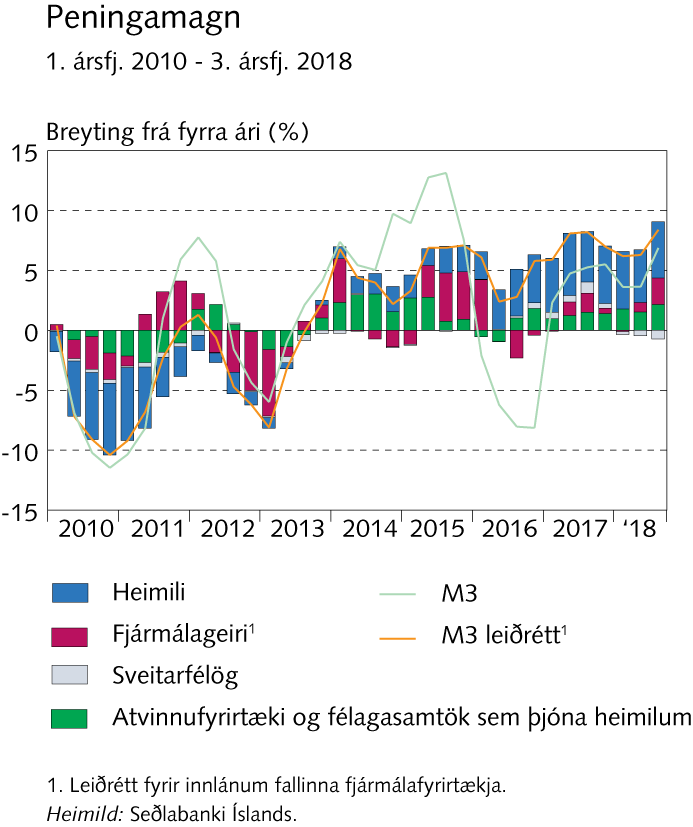 Peningamagn
1. ársfj. 2010 - 3. ársfj. 2018
Breyting frá fyrra ári (%)
15
10
5
0
-5
-10
-15
2010 2011 2012 2013 2014 2015 2016 2017 ‘18
Heimili
Fjármálageiri¹
Sveitarfélög
Atvinnufyrirtæki og félagasamtök sem þjóna heimilum
M3
M3 leiðrétt¹
1. Leiðrétt fyrir innlánum fallinna fjármálafyrirtækja.
Heimild: Seðlabanki Íslands.